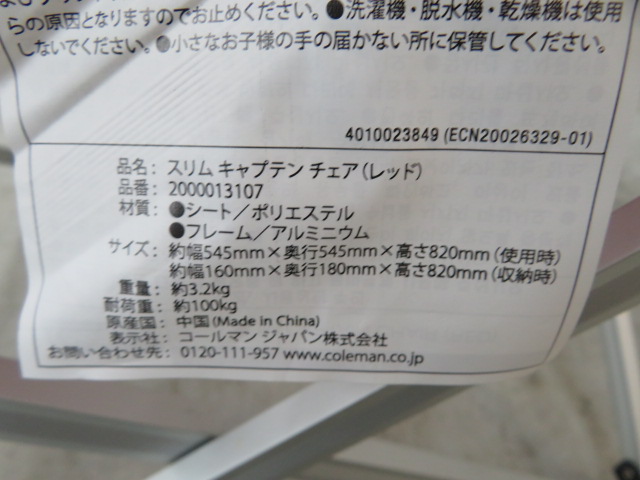 らの原因となりますのでお止めください。●洗濯機・脱水機・乾燥機は使用
しないでください。●小さなお子様の手の届かない所に保管してください。
4010023849 (ECN20026329-01)
品名：スリム キャプテン チェア（レッド）
品番：2000013107
材質：●シート／ポリエステル
●フレーム／アルミニウム
サイズ：約幅545mm×奥行545mm×高さ820mm（使用時）
約幅160mm×奥行180mm×高さ820mm（収納時）
重量：約3.2kg
耐荷重：約100kg
原産国：中国(Made in China)
表示社：コールマン ジャパン株式会社
お問い合わせ先：0120-111-957 www.coleman.co.jp